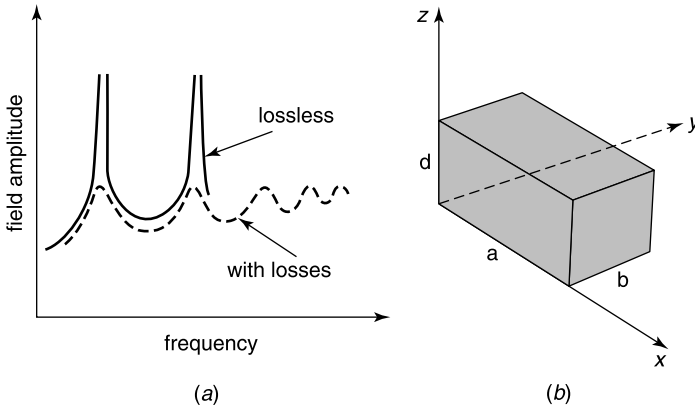 field amplitude
lossless
with losses
frequency
(a)
z
y
d
a
b
x
(b)